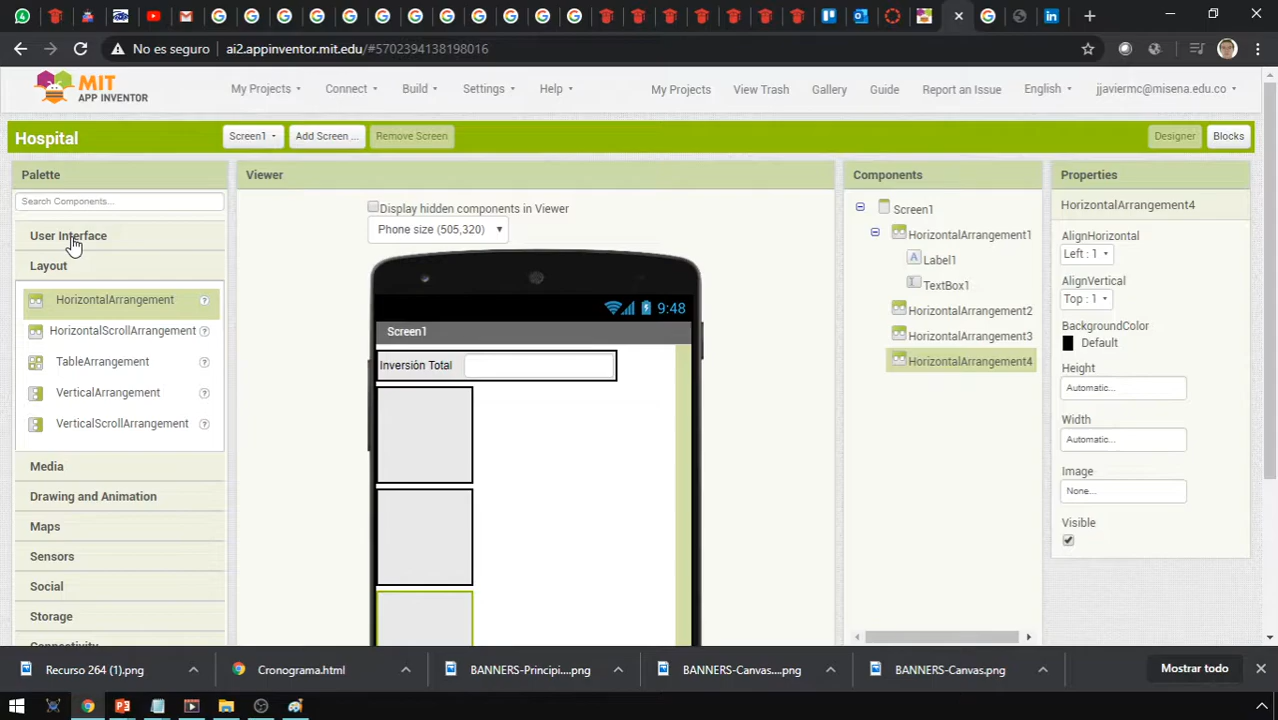 No es seguro ai2.appinventor.mit.edu/#5702394138198016
MIT
APP INVENTOR
My Projects Connect Build Settings Help My Projects View Trash Gallery Guide Report an Issue English jjaviermc@misena.edu.co
Hospital Screen1 Add Screen ... Remove Screen Designer Blocks
Palette Viewer Components Properties
Search Components...
User Interface
Layout
HorizontalArrangement
HorizontalScrollArrangement
TableArrangement
VerticalArrangement
VerticalScrollArrangement
Media
Drawing and Animation
Maps
Sensors
Social
Storage
Connectivity
Display hidden components in Viewer
Phone size (505,320)
9:48
Screen1
Inversión Total
Screen1
HorizontalArrangement1
A Label1
TextBox1
HorizontalArrangement2
HorizontalArrangement3
HorizontalArrangement4
HorizontalArrangement4
AlignHorizontal
Left : 1
AlignVertical
Top : 1
BackgroundColor
Default
Height
Automatic...
Width
Automatic...
Image
None...
Visible
Recurso 264 (1).png Cronograma.html BANNERS-Principi....png BANNERS-Canvas....png BANNERS-Canvas.png Mostrar todo